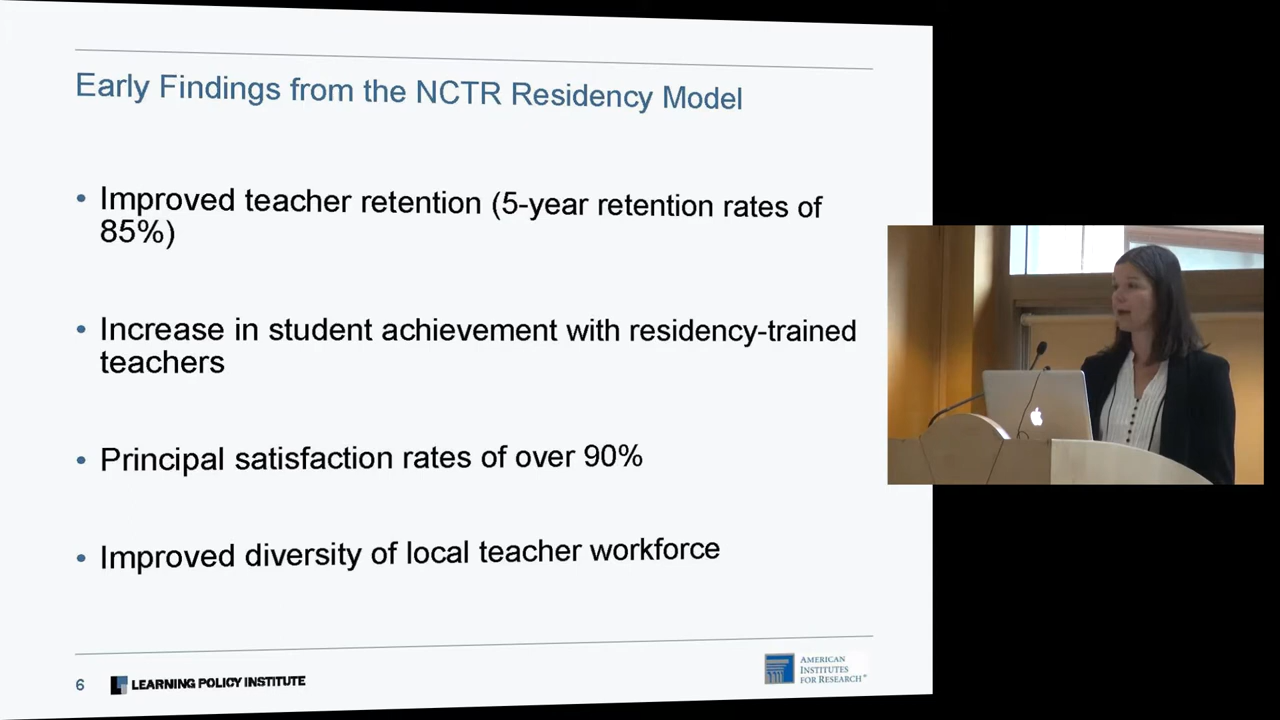 Early Findings from the NCTR Residency Model
• Improved teacher retention (5-year retention rates of
85%)
• Increase in student achievement with residency-trained
teachers
• Principal satisfaction rates of over 90%
• Improved diversity of local teacher workforce
6
LEARNING POLICY INSTITUTE
AMERICAN
INSTITUTES
FOR RESEARCH